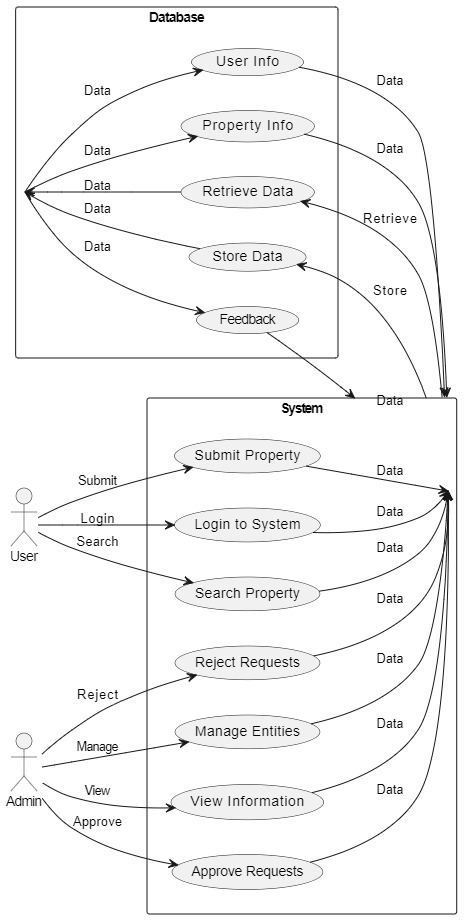 Database
User Info
Data
Data
Property Info
Data
Data
Data
Retrieve Data
Data
Retrieve
Store Data
Data
Store
Feedback
Data
System
Submit Property
Data
Submit
Login to System
Data
Login
User
Search
Data
Search Property
Data
Reject Requests
Reject
Data
Manage Entities
Manage
Data
View
View Information
Admin
Data
Approve
Approve Requests